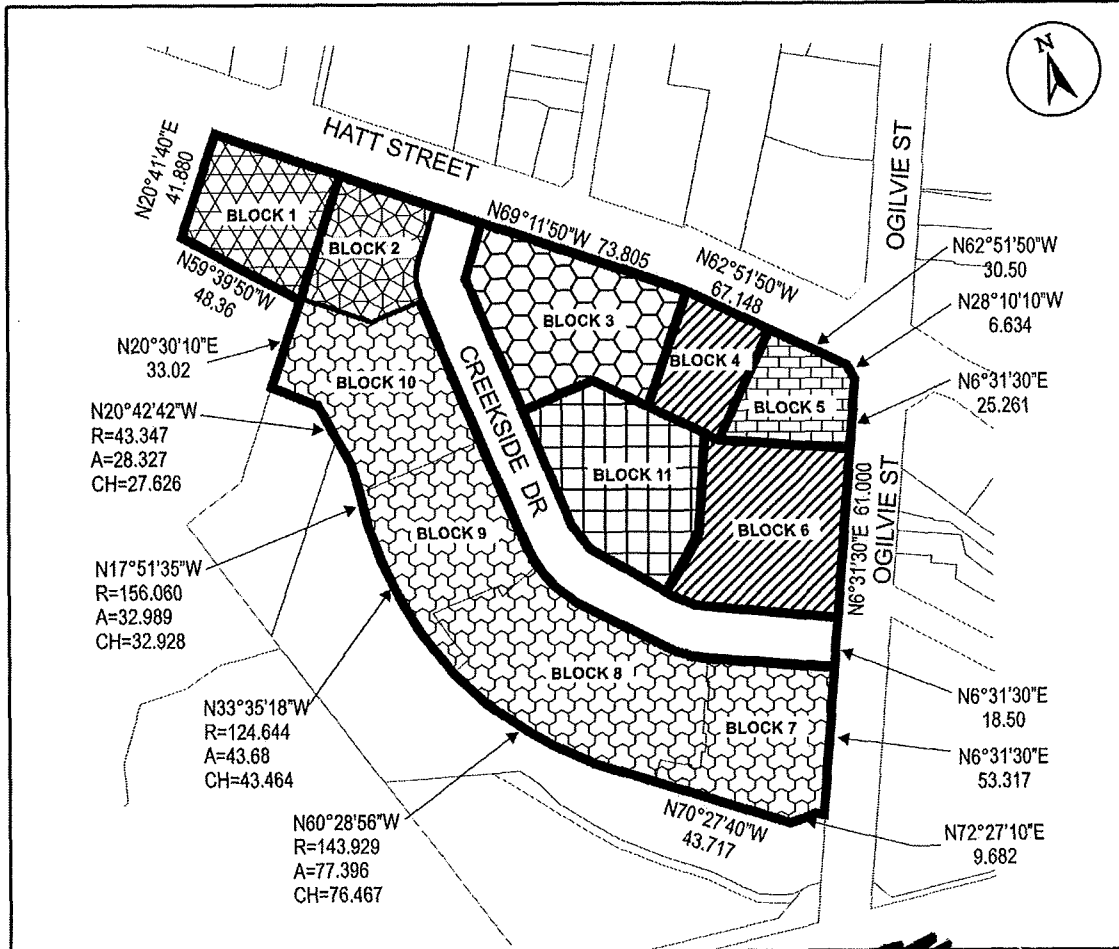 N
HATT STREET
OGILVIE ST
N20°41'40"E
41.880
BLOCK 1
BLOCK 2
N69°11'50"W 73.805
N62°51'50"W
67.148
N62°51'50"W
30.50
N28°10'10"W
6.634
N59°39'50"W
48.36
BLOCK 3
BLOCK 4
BLOCK 5
N6°31'30"E
25.261
N20°30'10"E
33.02
BLOCK 10
CREEKSIDE DR
N20°42'42"W
R=43.347
A=28.327
CH=27.626
BLOCK 11
BLOCK 9
BLOCK 6
N6°31'30"E 61.000
OGILVIE ST
N17°51'35"W
R=156.060
A=32.989
CH=32.928
BLOCK 8
BLOCK 7
N6°31'30"E
18.50
N33°35'18"W
R=124.644
A=43.68
CH=43.464
N6°31'30"E
53.317
N60°28'56"W
R=143.929
A=77.396
CH=76.467
N70°27'40"W
43.717
N72°27'10"E
9.682